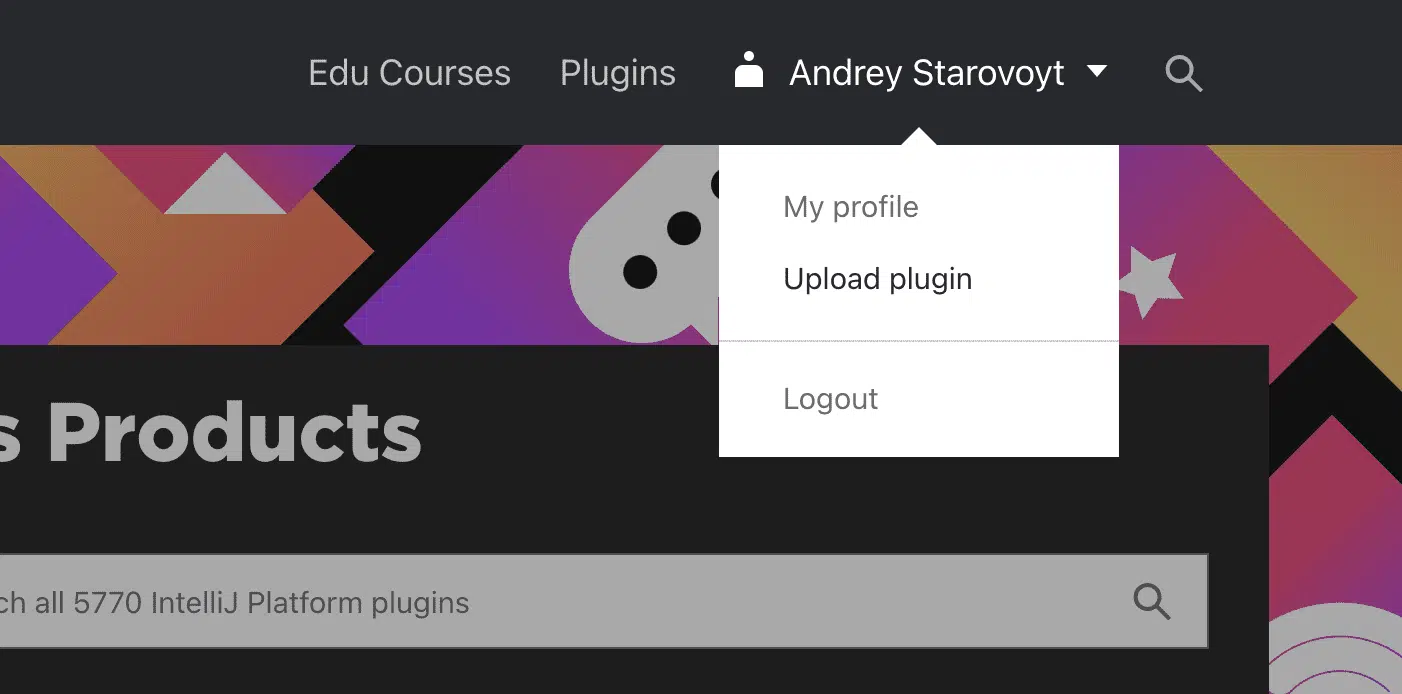 Edu Courses Plugins Andrey Starovoyt
My profile
Upload plugin
Logout
s Products
ch all 5770 IntelliJ Platform plugins